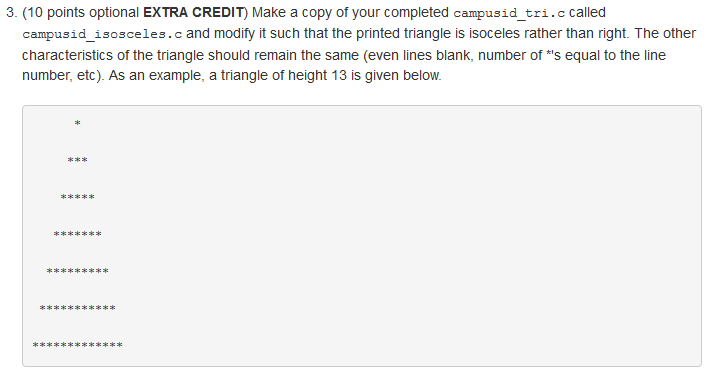 3. (10 points optional EXTRA CREDIT) Make a copy of your completed campusid_tri.c called
campusid_isosceles.c and modify it such that the printed triangle is isoceles rather than right. The other
characteristics of the triangle should remain the same (even lines blank, number of *'s equal to the line
number, etc). As an example, a triangle of height 13 is given below.
*
***
*****
*******
*********
***********
*************